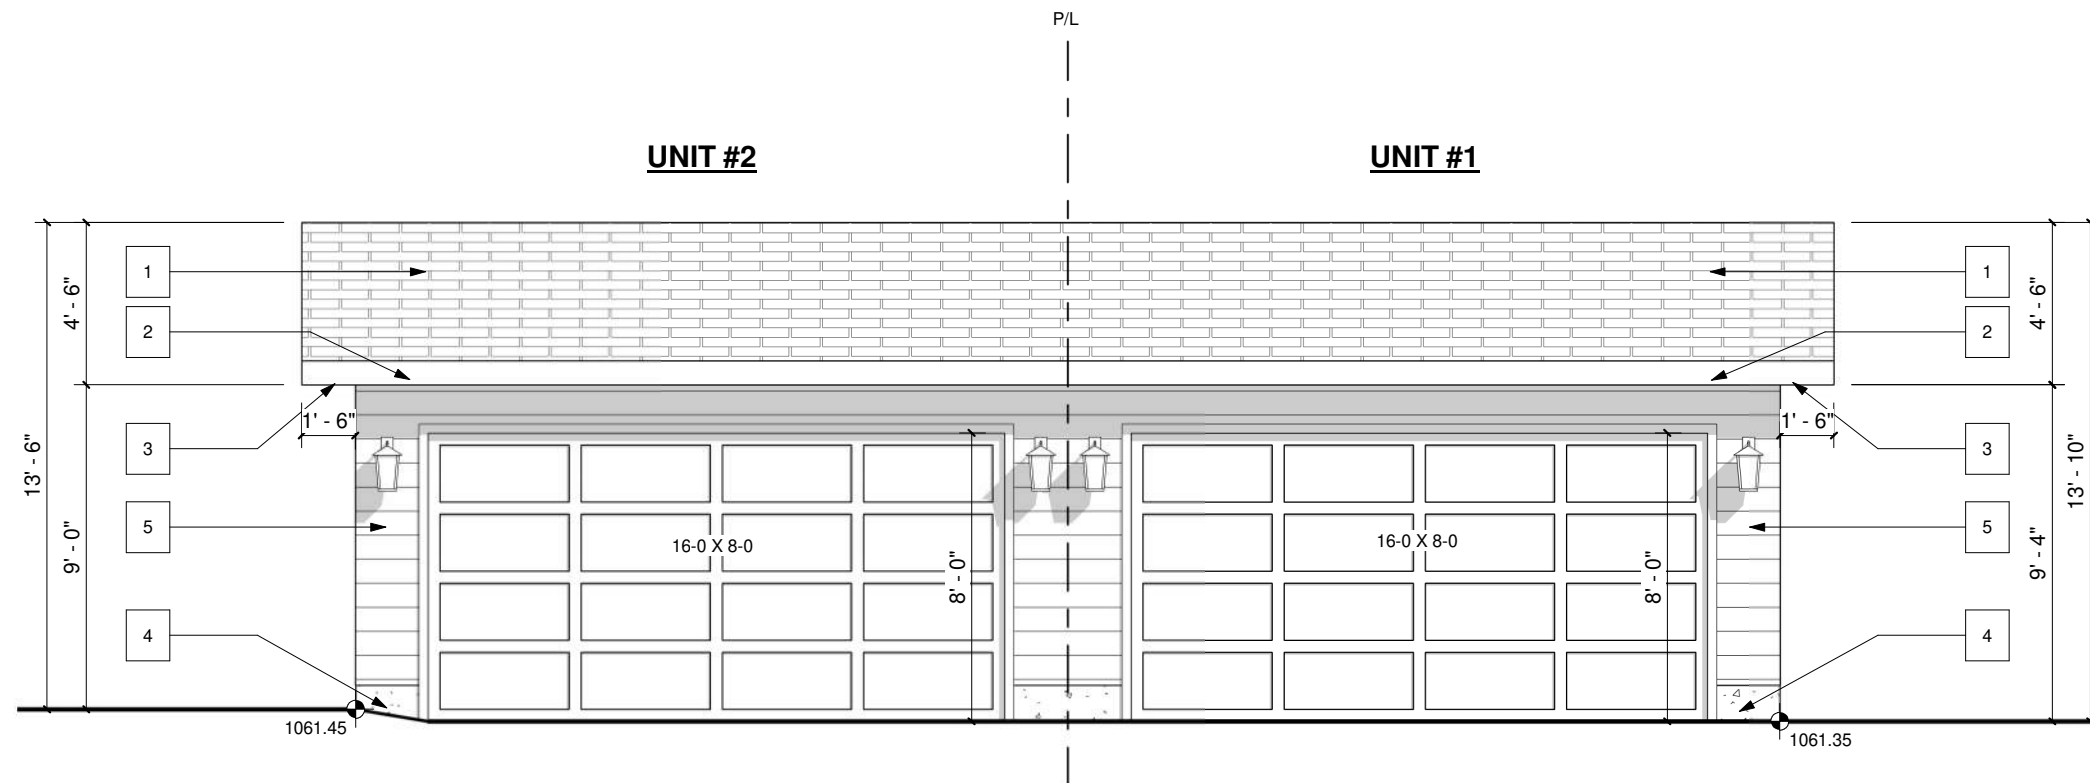 P/L
UNIT #2
UNIT #1
1
1
2
2
3
3
5
5
4
4
13' - 6"
4' - 6"
9' - 0"
1' - 6"
1' - 6"
4' - 6"
9' - 4"
13' - 10"
16-0 X 8-0
8' - 0"
16-0 X 8-0
8' - 0"
1061.45
1061.35